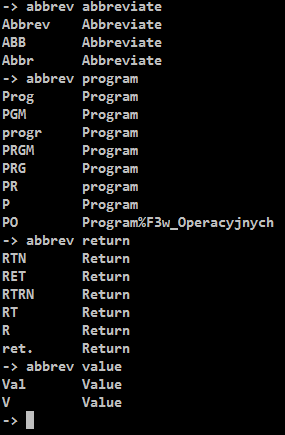 -> abbrev abbreviate
Abbrev Abbreviate
ABB Abbreviate
Abbr Abbreviate
-> abbrev program
Prog Program
PGM Program
progr Program
PRGM Program
PRG Program
PR program
P Program
PO Program%F3w_Operacyjnych
-> abbrev return
RTN Return
RET Return
RTRN Return
RT Return
R Return
ret. Return
-> abbrev value
Val Value
V Value
->